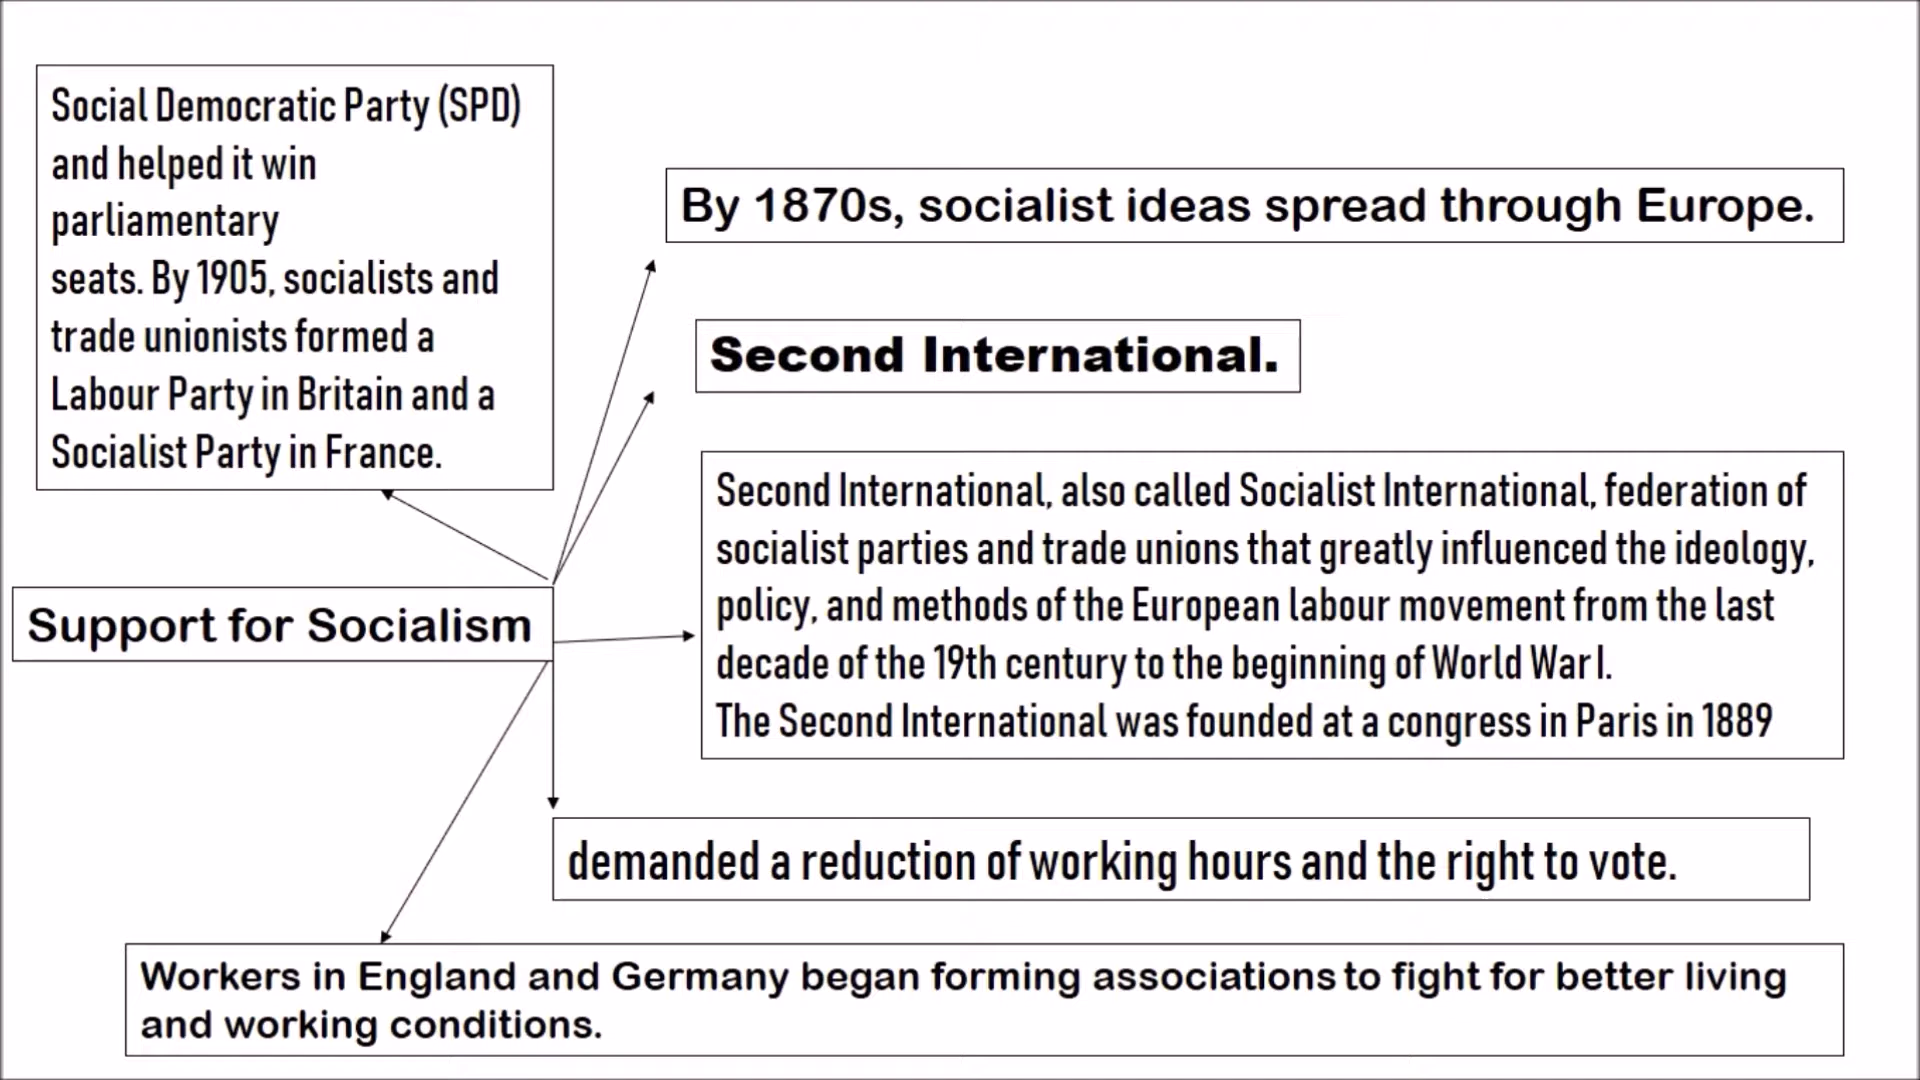 Social Democratic Party (SPD)
and helped it win
parliamentary
seats. By 1905, socialists and
trade unionists formed a
Labour Party in Britain and a
Socialist Party in France.
By 1870s, socialist ideas spread through Europe.
Second International.
Second International, also called Socialist International, federation of
socialist parties and trade unions that greatly influenced the ideology,
policy, and methods of the European labour movement from the last
decade of the 19th century to the beginning of World War I.
The Second International was founded at a congress in Paris in 1889
Support for Socialism
demanded a reduction of working hours and the right to vote.
Workers in England and Germany began forming associations to fight for better living
and working conditions.